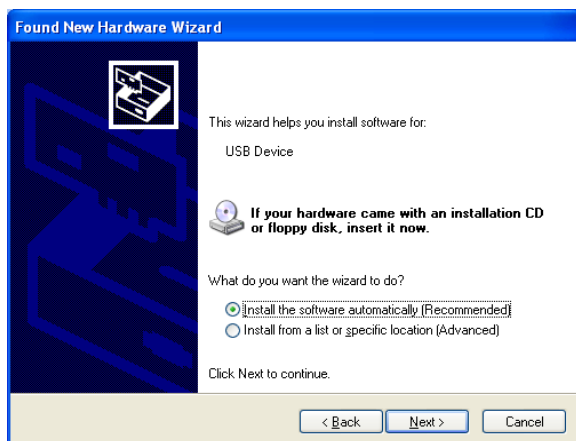 Found New Hardware Wizard
This wizard helps you install software for:
USB Device
If your hardware came with an installation CD
or floppy disk, insert it now.
What do you want the wizard to do?
Install the software automatically (Recommended)
Install from a list or specific location (Advanced)
Click Next to continue.
< Back
Next >
Cancel